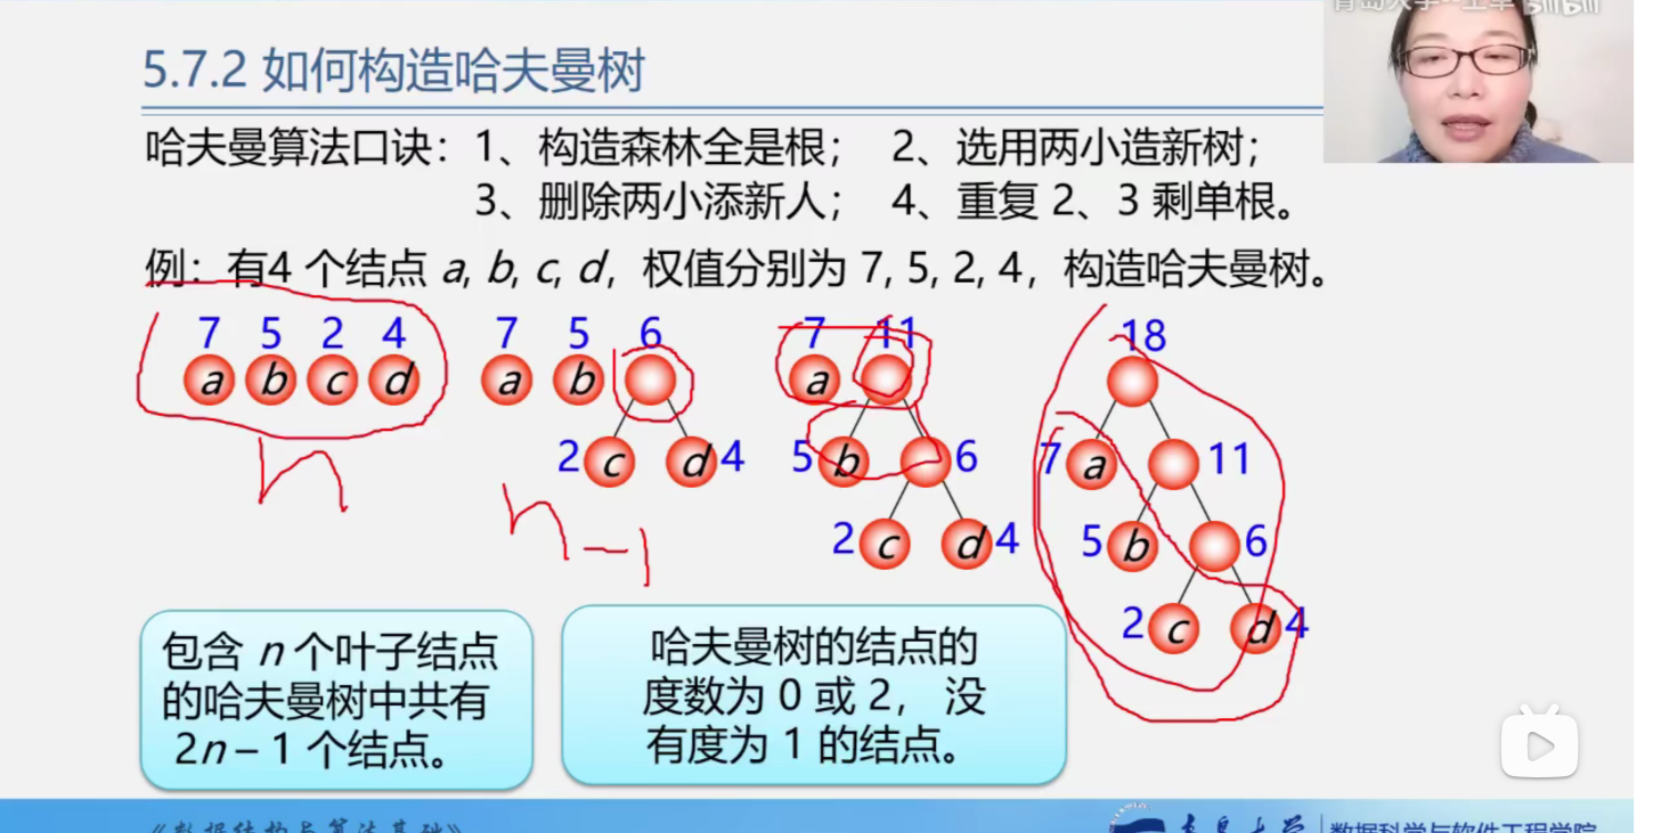 5.7.2 如何构造哈夫曼树
哈夫曼算法口诀：1、构造森林全是根； 2、选用两小造新树；
3、删除两小添新人； 4、重复 2、3 剩单根。
例：有4 个结点 a, b, c, d，权值分别为 7, 5, 2, 4，构造哈夫曼树。
7 5 2 4 7 5 6 7 11 18
a b c d a b a
2 c d 4 5 b 6 7 a 11
2 c d 4 5 b 6
2 c d 4
n
n-1
包含 n 个叶子结点
的哈夫曼树中共有
2n – 1 个结点。
哈夫曼树的结点的
度数为 0 或 2， 没
有度为 1 的结点。
《数据结构与算法基础》
青岛大学 数据科学与软件工程学院